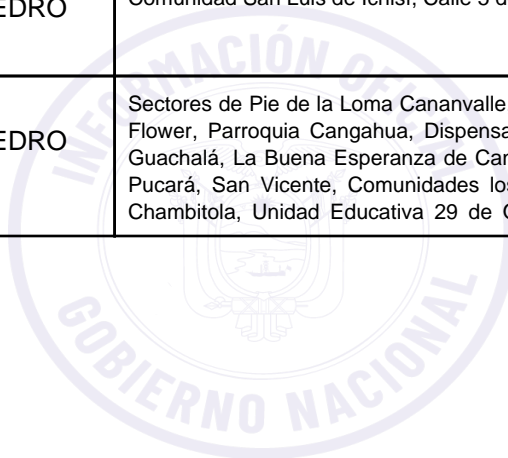 EDRO
Comunidad San Luis de Ichisí, Calle 5 d
EDRO
Sectores de Pie de la Loma Cananvalle
Flower, Parroquia Cangahua, Dispensa
Guachalá, La Buena Esperanza de Ca
Pucará, San Vicente, Comunidades lo
Chambitola, Unidad Educativa 29 de
INFORMACIÓN OFICIAL
GOBIERNO NACIONAL